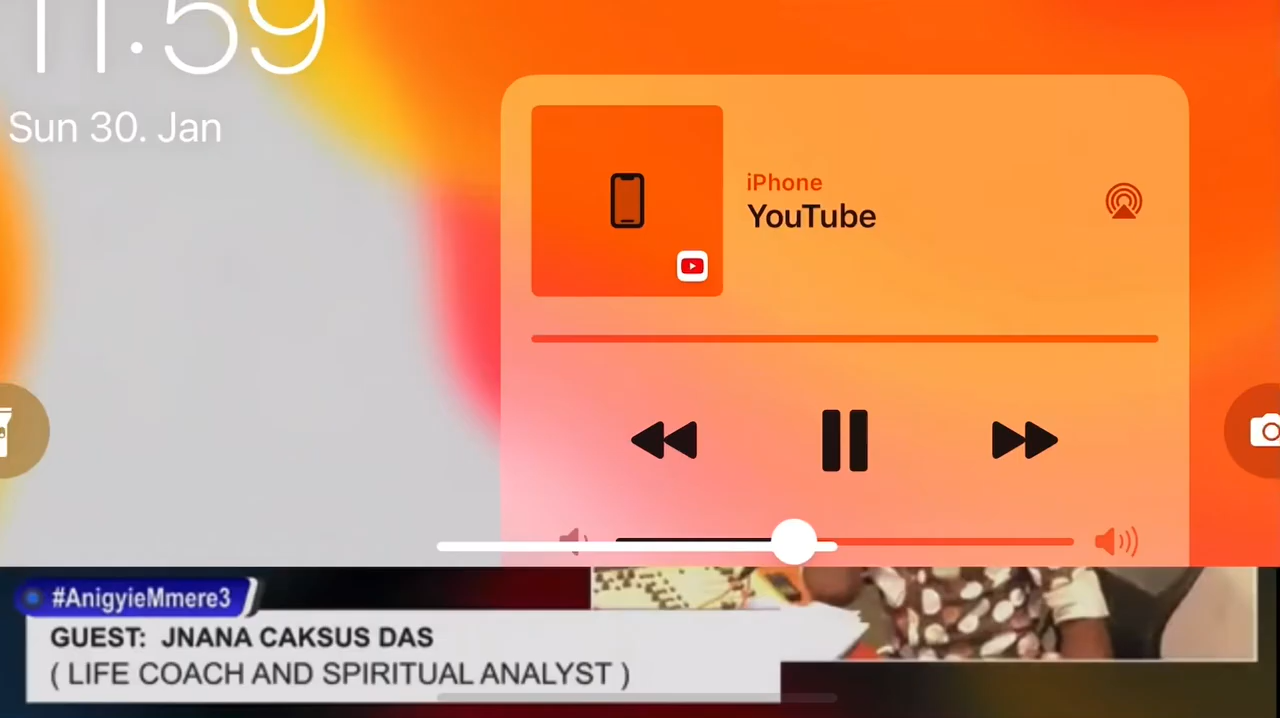 11:59
Sun 30. Jan
iPhone
YouTube
#AnigyieMmere3
GUEST: JNANA CAKSUS DAS
( LIFE COACH AND SPIRITUAL ANALYST )